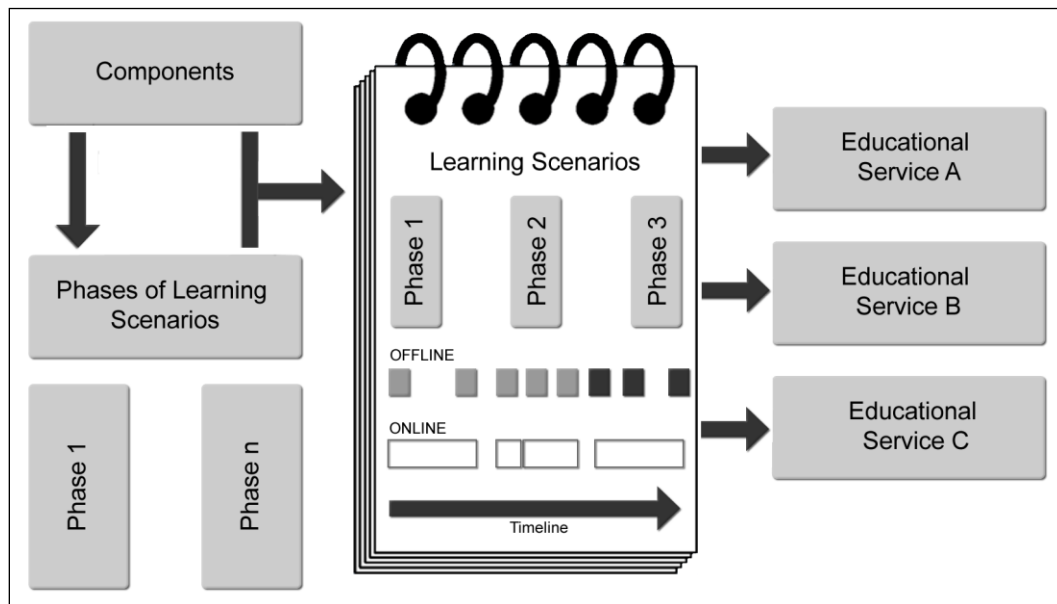 Components
Phases of Learning
Scenarios
Phase 1
Phase n
Learning Scenarios
Phase 1
Phase 2
Phase 3
OFFLINE
ONLINE
Timeline
Educational
Service A
Educational
Service B
Educational
Service C